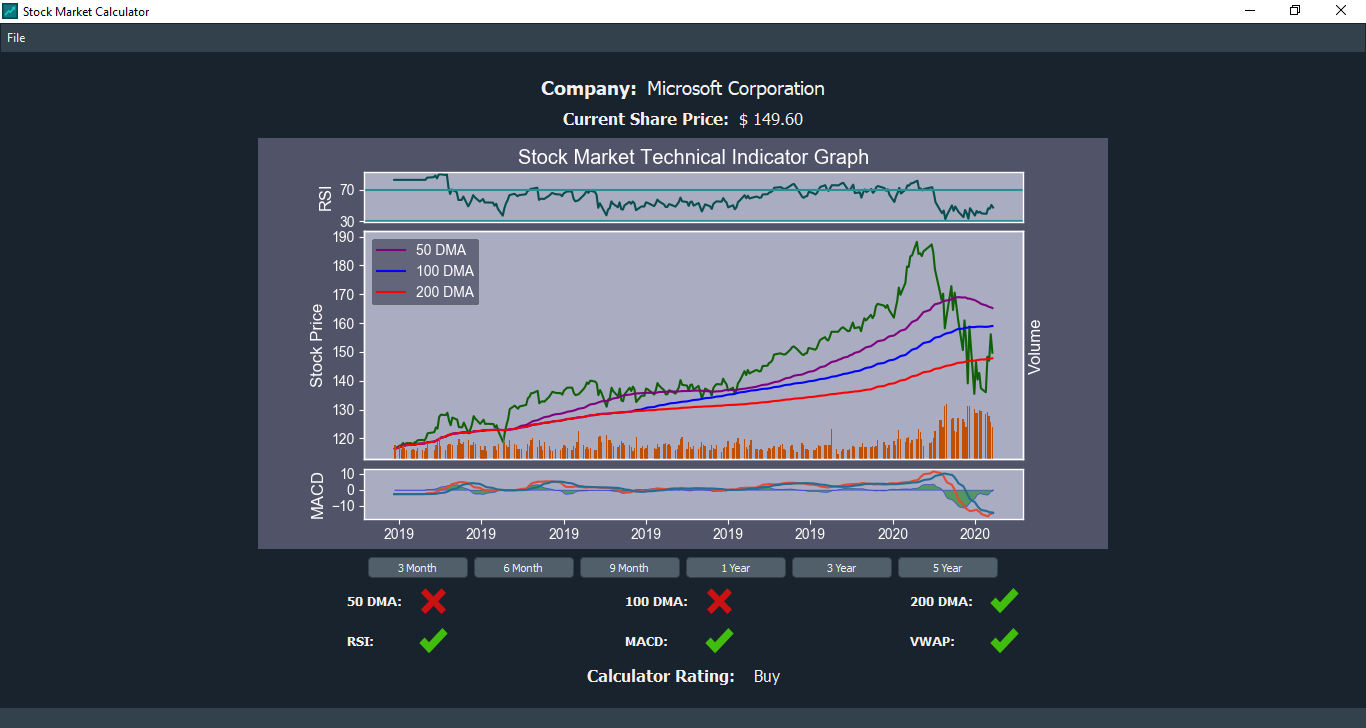 Stock Market Calculator
File
Company: Microsoft Corporation
Current Share Price: $ 149.60
Stock Market Technical Indicator Graph
RSI
70
30
Stock Price
190
180
170
160
150
140
130
120
50 DMA
100 DMA
200 DMA
Volume
MACD
10
0
−10
2019 2019 2019 2019 2019 2019 2020 2020
3 Month 6 Month 9 Month 1 Year 3 Year 5 Year
50 DMA: 100 DMA: 200 DMA:
RSI: MACD: VWAP:
Calculator Rating: Buy